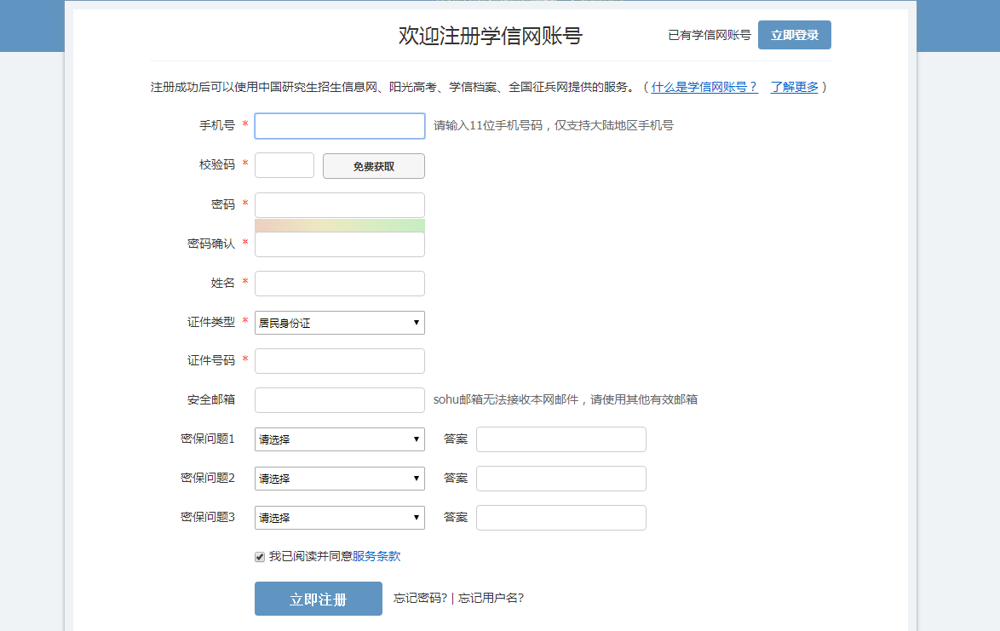 欢迎注册学信网账号
已有学信网账号 立即登录
注册成功后可以使用中国研究生招生信息网、阳光高考、学信档案、全国征兵网提供的服务。（什么是学信网账号？ 了解更多）
手机号 * 请输入11位手机号码，仅支持大陆地区手机号
校验码 * 免费获取
密码 *
密码确认 *
姓名 *
证件类型 * 居民身份证
证件号码 *
安全邮箱 sohu邮箱无法接收本网邮件，请使用其他有效邮箱
密保问题1 请选择 答案
密保问题2 请选择 答案
密保问题3 请选择 答案
我已阅读并同意服务条款
立即注册 忘记密码? | 忘记用户名?